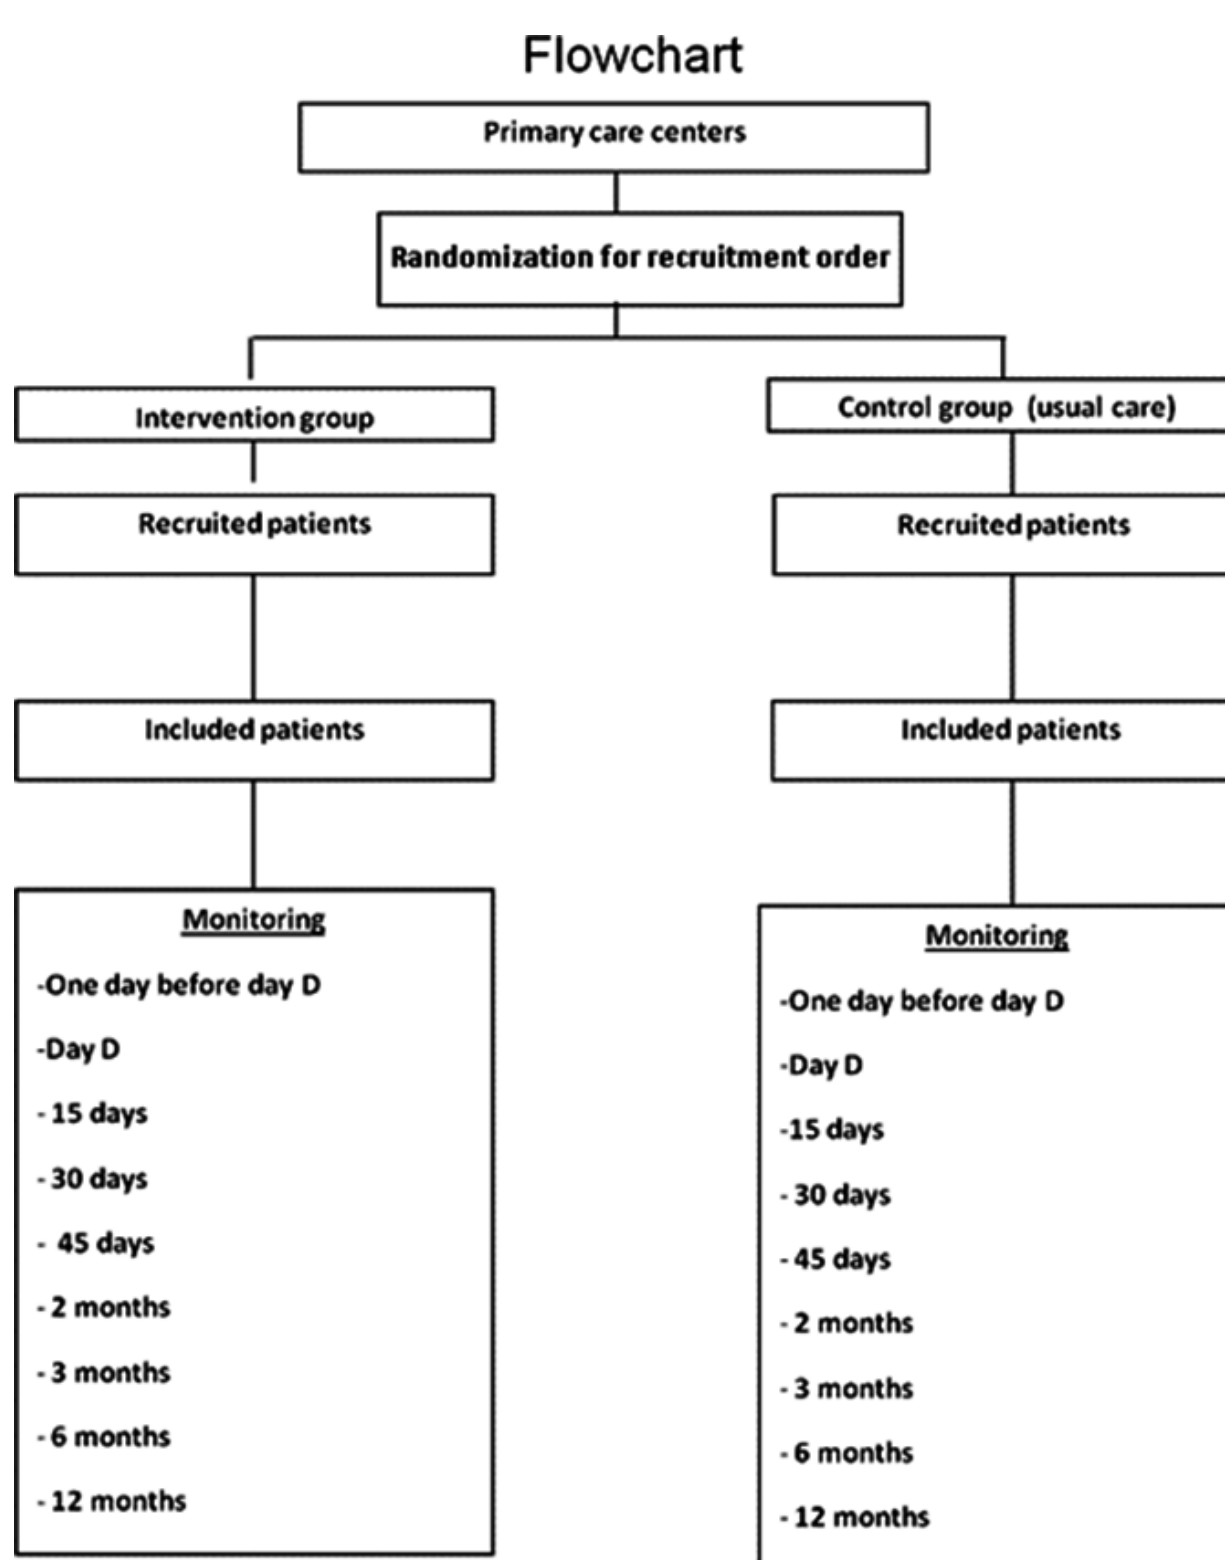 Flowchart
Primary care centers
Randomization for recruitment order
Intervention group
Recruited patients
Included patients
Monitoring
-One day before day D
-Day D
- 15 days
- 30 days
- 45 days
- 2 months
- 3 months
- 6 months
- 12 months
Control group (usual care)
Recruited patients
Included patients
Monitoring
-One day before day D
-Day D
-15 days
- 30 days
- 45 days
- 2 months
- 3 months
- 6 months
- 12 months